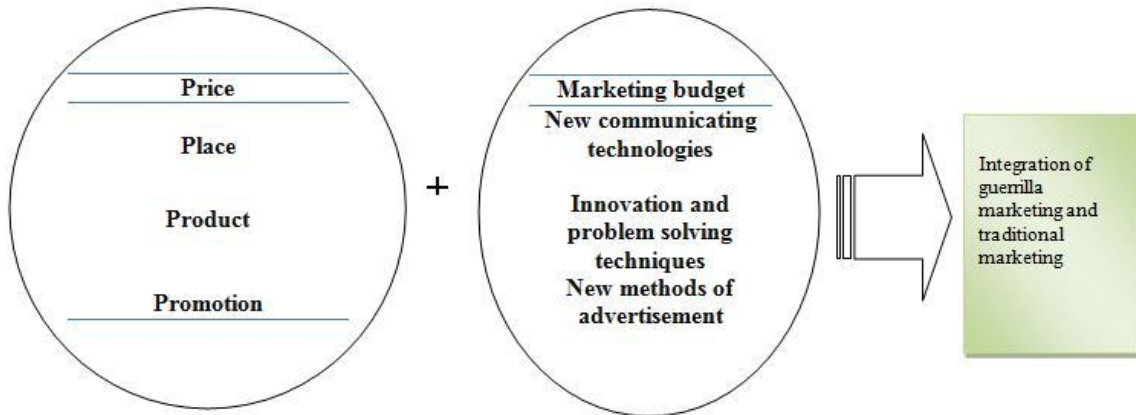 Price
Place
Product
Promotion
+
Marketing budget
New communicating
technologies
Innovation and
problem solving
techniques
New methods of
advertisement
Integration of
guerrilla
marketing and
traditional
marketing